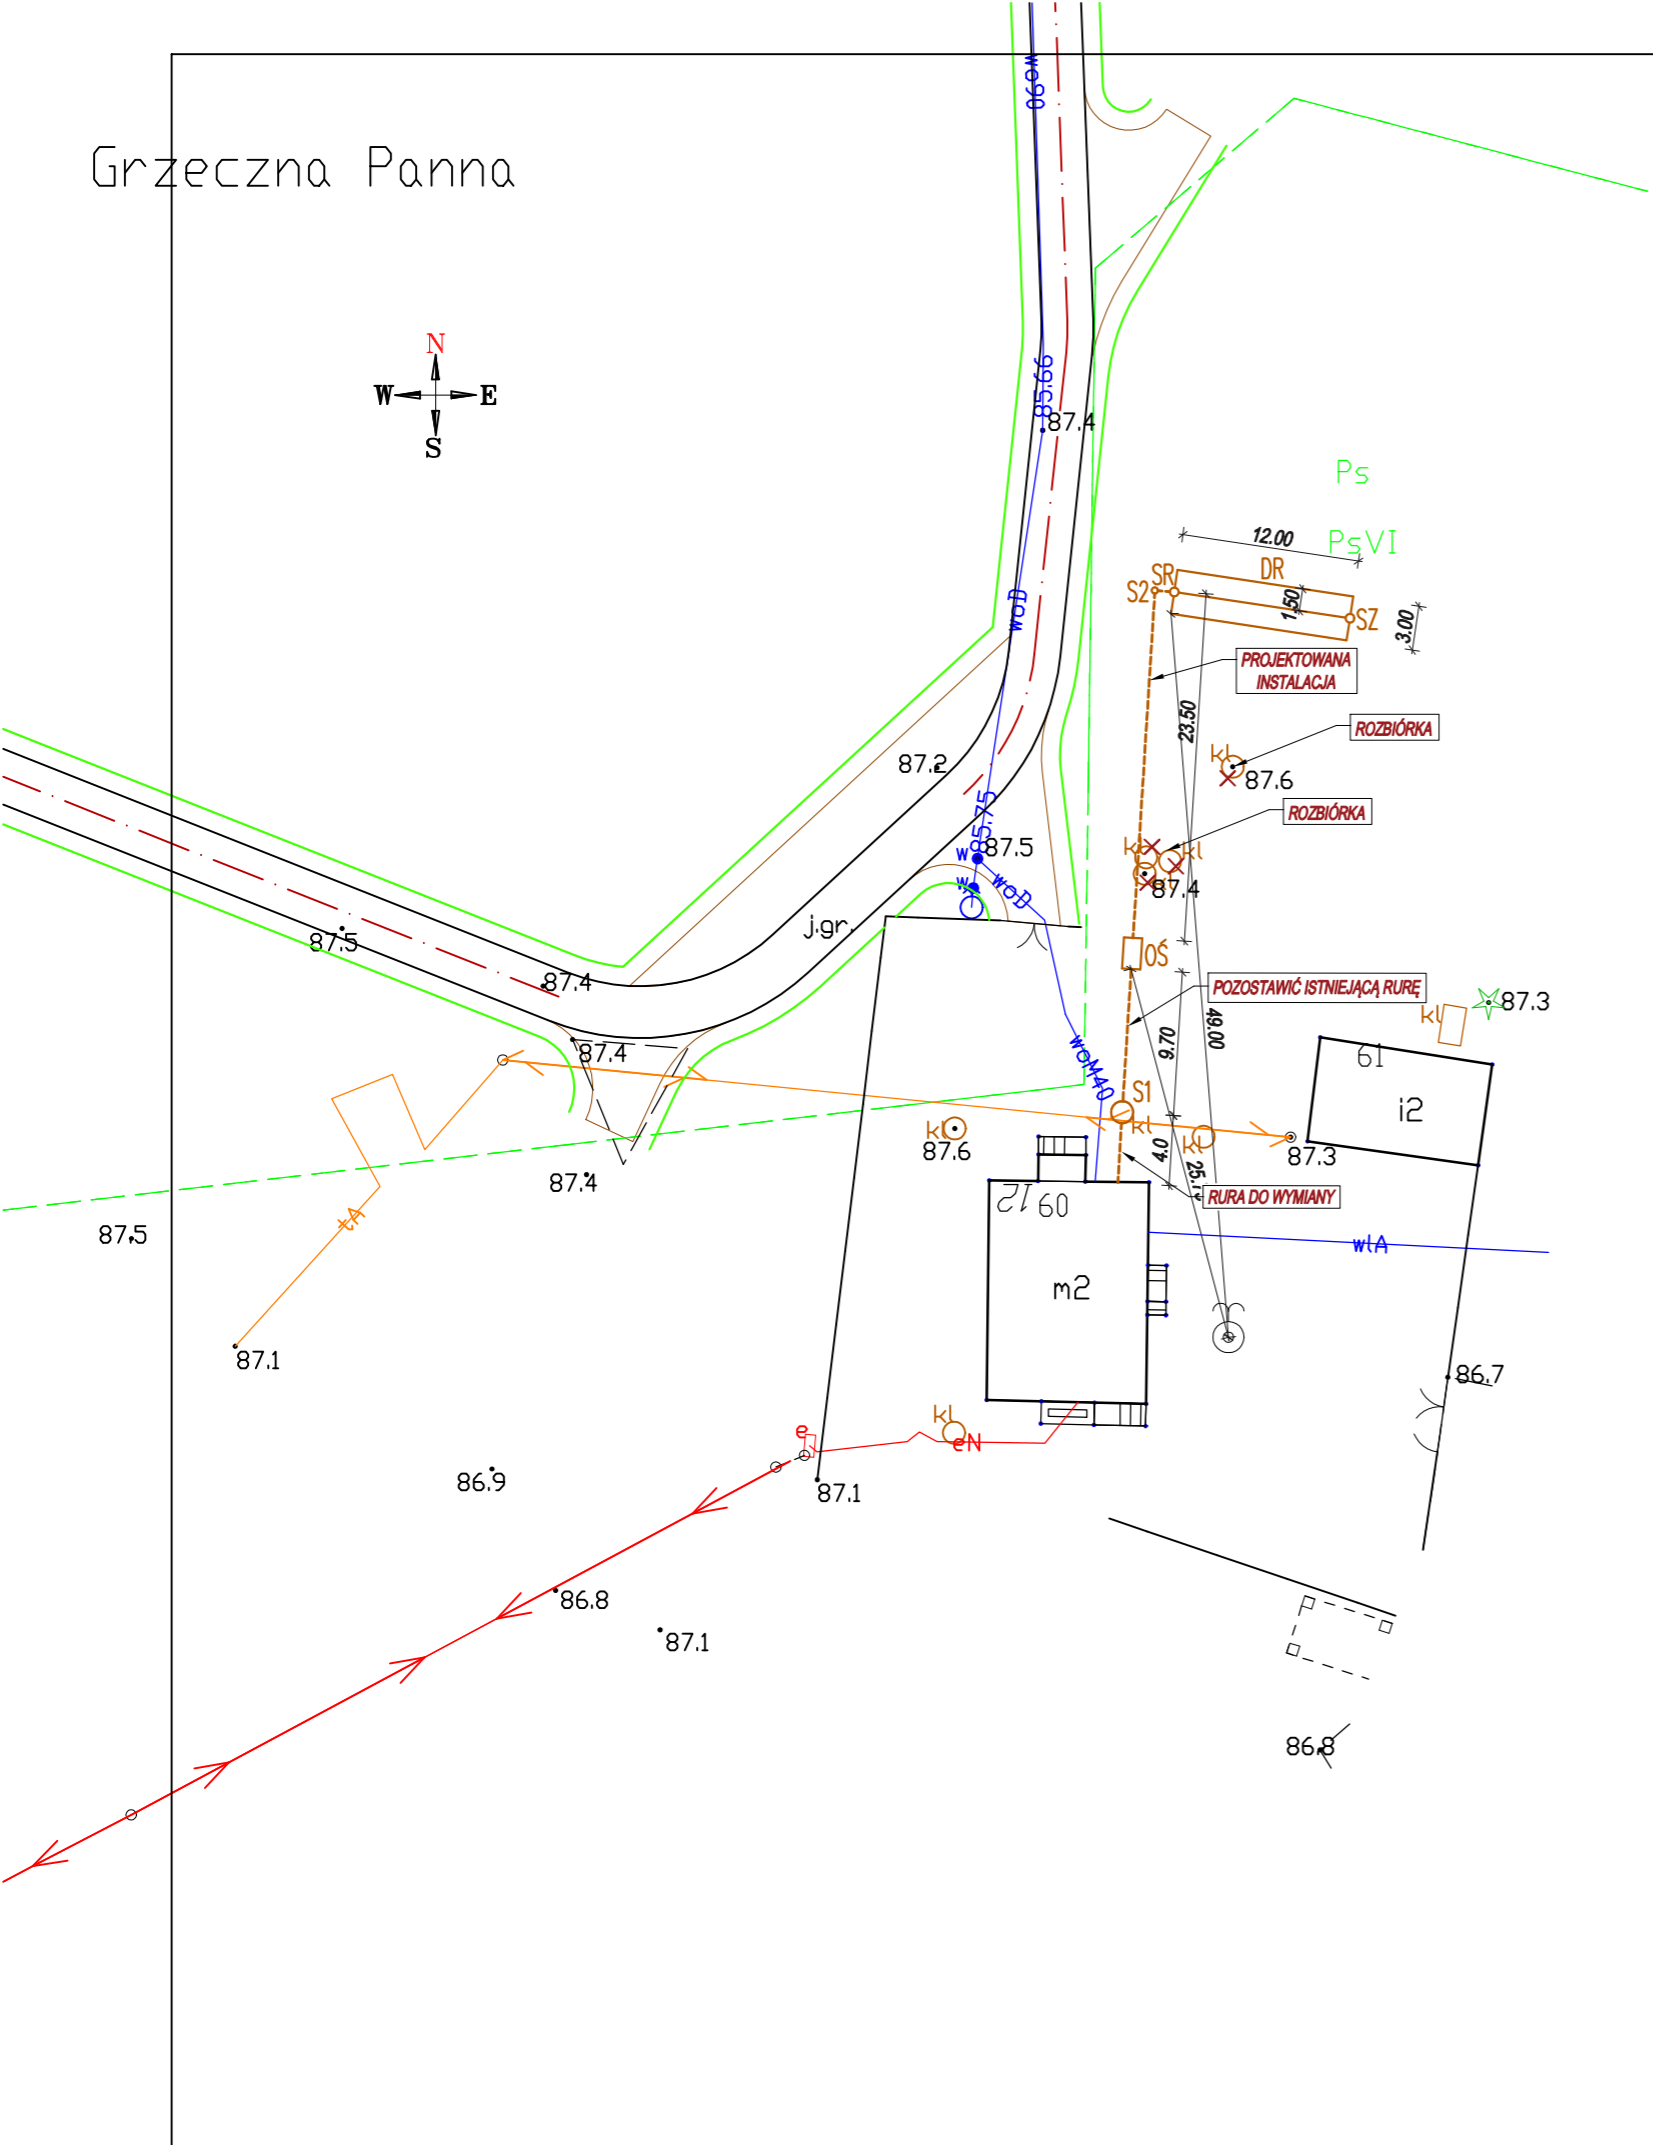 wo90
Grzeczna Panna
N
W E
S
85.66
87.4
Ps
PsVI
12.00
DR
SR
S2
1.50
SZ
3.00
woD
PROJEKTOWANA
INSTALACJA
23.50
ROZBIÓRKA
kl
87.6
87.2
85.75
ROZBIÓRKA
w
87.5
kl
kl
w
woD
kl
87.4
j.gr.
87.5
OŚ
87.4
POZOSTAWIĆ ISTNIEJĄCĄ RURĘ
87.3
kl
49.00
9.70
87.4
woM40
61
S1
i2
kl
kl
87.6
kl
4.0
87.3
87.4
25.
RURA DO WYMIANY
12
60
tA
87.5
wlA
m2
87.1
86.7
kl
e
eN
86.9
87.1
86.8
87.1
86.8